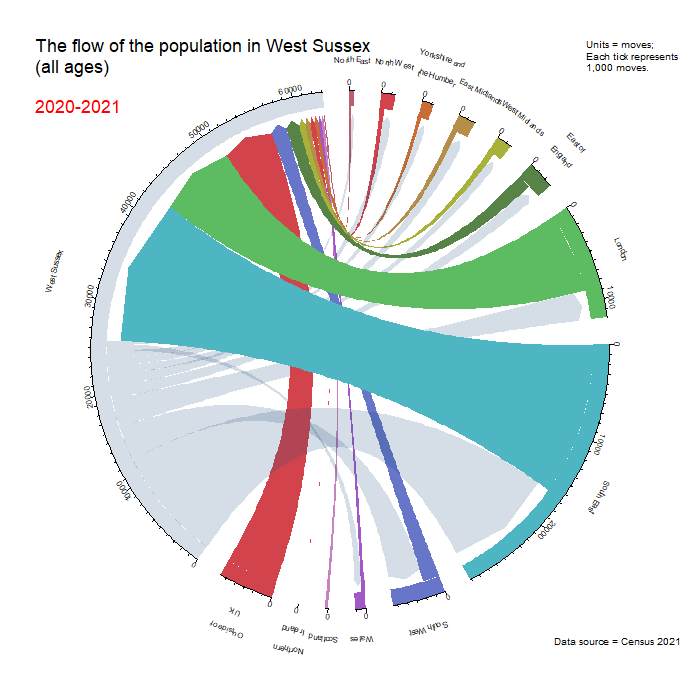 The flow of the population in West Sussex
(all ages)
2020-2021
Units = moves;
Each tick represents
1,000 moves.
North East
North West
Yorkshire and
the Humber
East Midlands
West Midlands
East of
England
London
South East
South West
Wales
Scotland
Northern
Ireland
Outside of
UK
West Sussex
0
10000
20000
30000
40000
50000
60000
0
0
0
0
0
0
0
10000
0
10000
20000
0
0
0
0
0
Data source = Census 2021